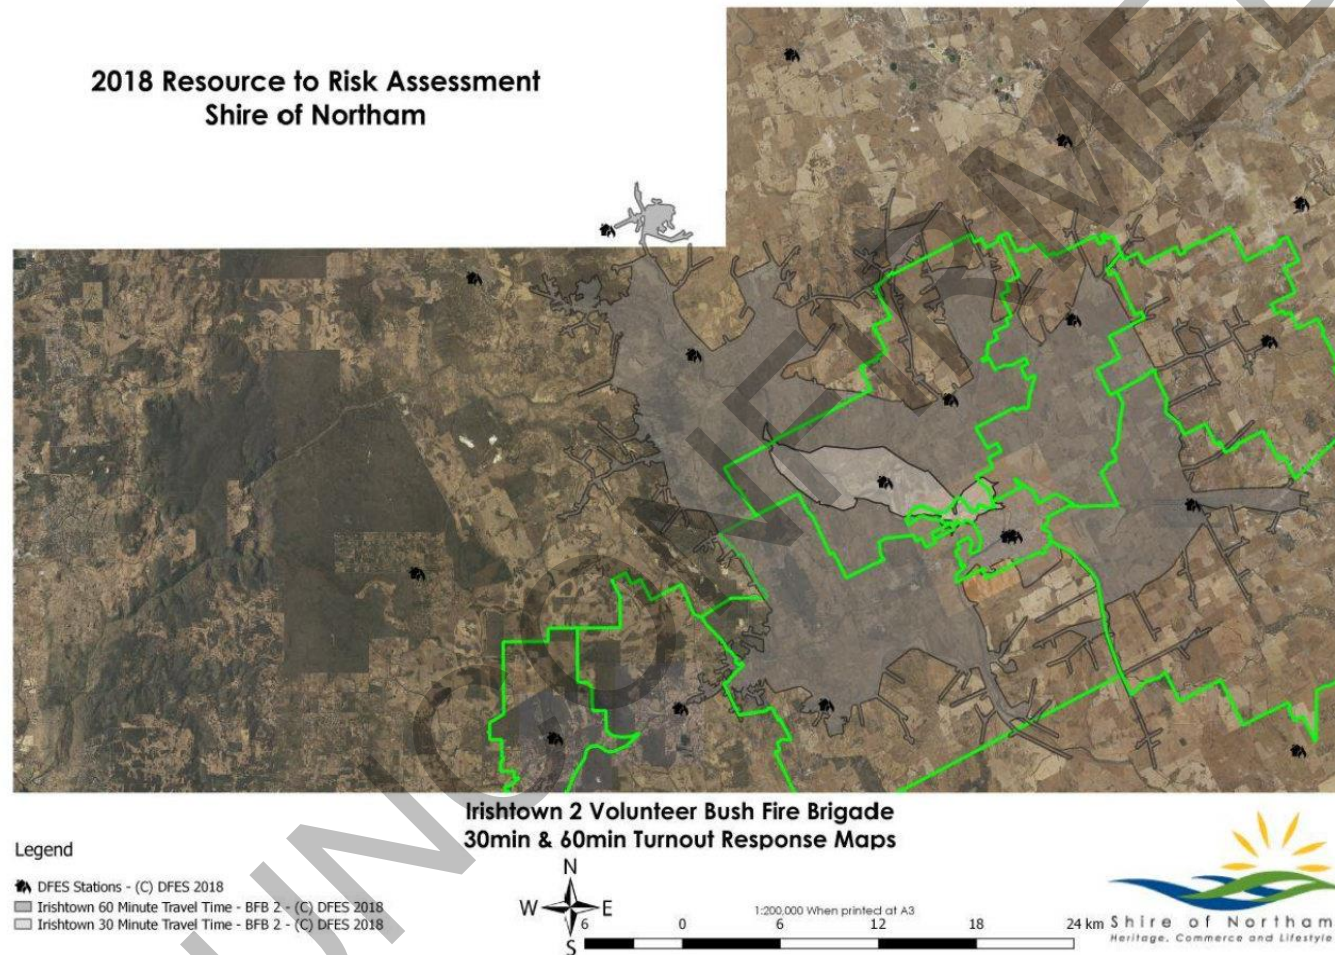 2018 Resource to Risk Assessment
Shire of Northam
Irishtown 2 Volunteer Bush Fire Brigade
30min & 60min Turnout Response Maps
Legend
DFES Stations - (C) DFES 2018
Irishtown 60 Minute Travel Time - BFB 2 - (C) DFES 2018
Irishtown 30 Minute Travel Time - BFB 2 - (C) DFES 2018
N
W E
S
1:200,000 When printed at A3
6 0 6 12 18 24 km
Shire of Northam
Heritage, Commerce and Lifestyle